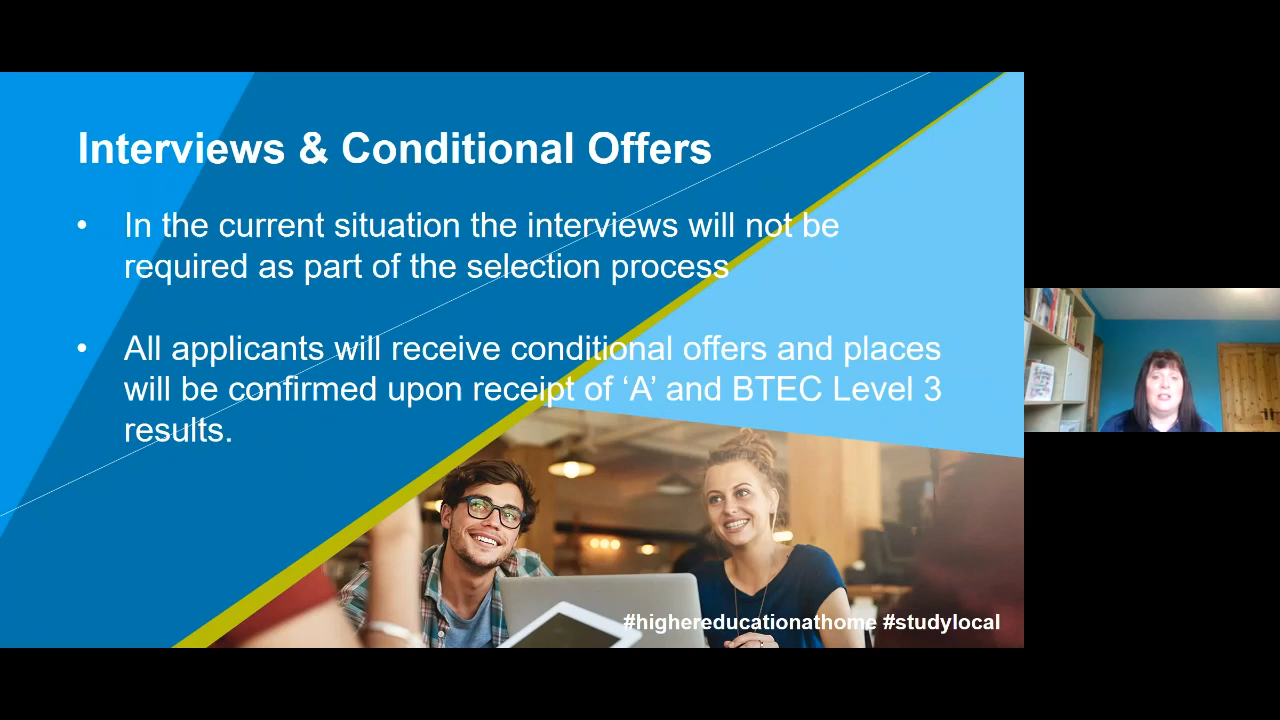 Interviews & Conditional Offers
• In the current situation the interviews will not be
required as part of the selection process
• All applicants will receive conditional offers and places
will be confirmed upon receipt of ‘A’ and BTEC Level 3
results.
#highereducationathome #studylocal